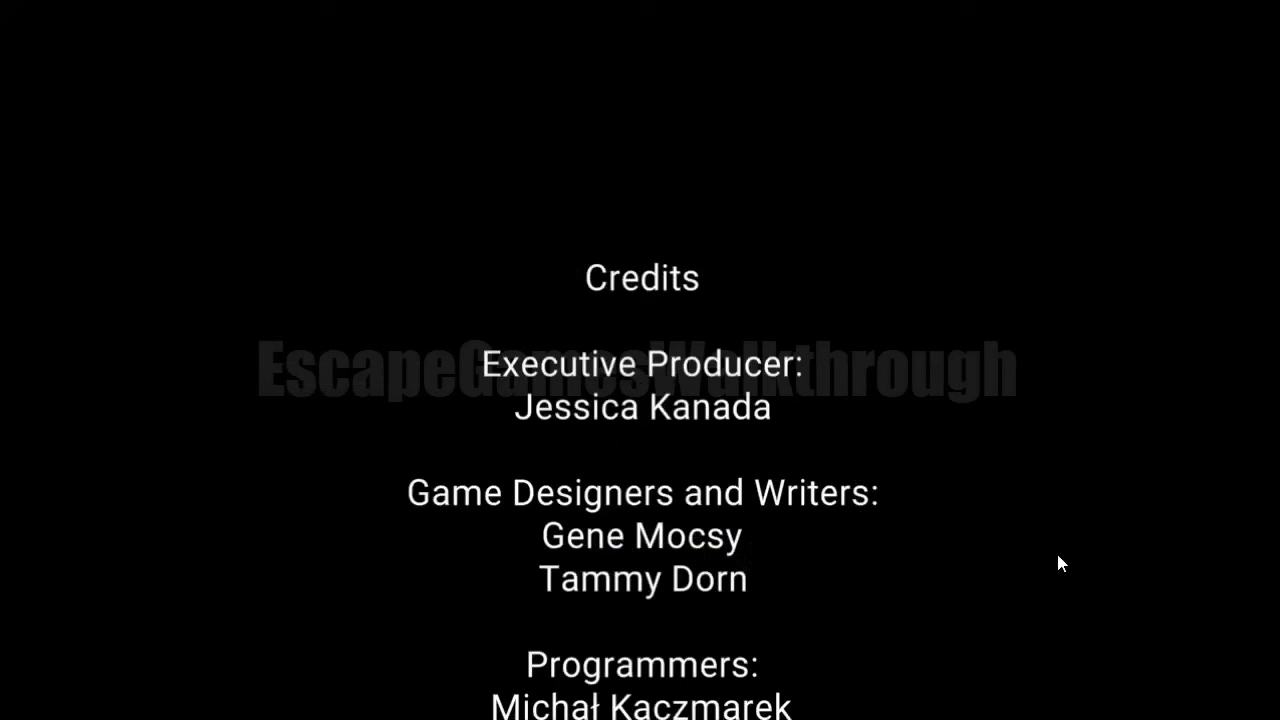 Credits
EscapeGamesWalkthrough
Executive Producer:
Jessica Kanada
Game Designers and Writers:
Gene Mocsy
Tammy Dorn
Programmers:
Michał Kaczmarek